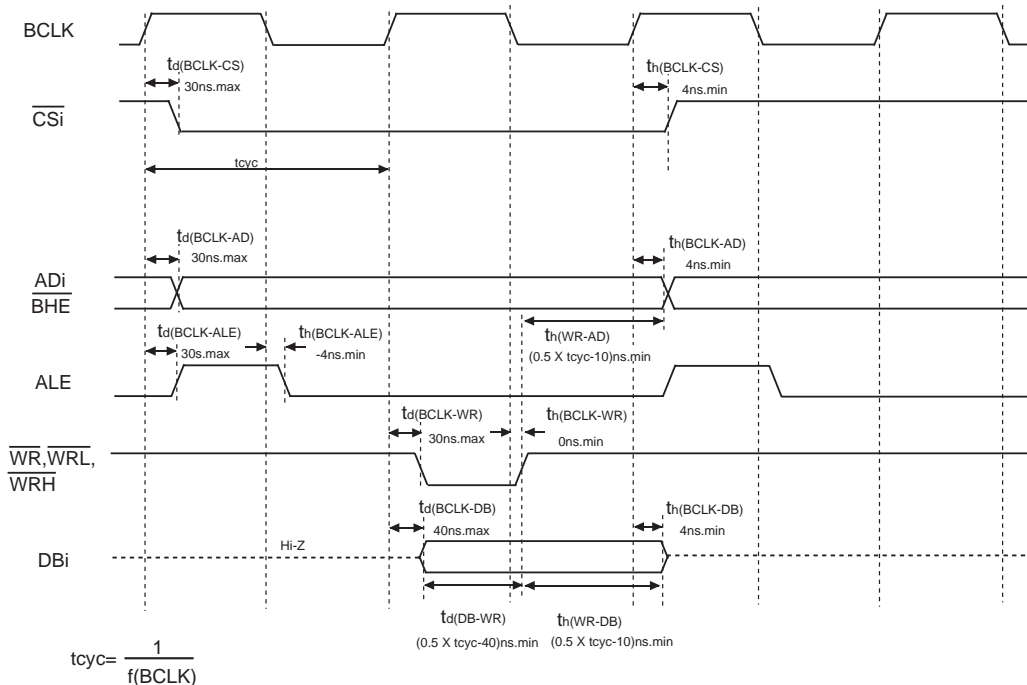 BCLK
td(BCLK-CS)
30ns.max
th(BCLK-CS)
4ns.min
CSi
tcyc
td(BCLK-AD)
30ns.max
th(BCLK-AD)
4ns.min
ADi
BHE
td(BCLK-ALE)
30s.max
th(BCLK-ALE)
-4ns.min
th(WR-AD)
(0.5 X tcyc-10)ns.min
ALE
td(BCLK-WR)
30ns.max
th(BCLK-WR)
0ns.min
WR,WRL,
WRH
td(BCLK-DB)
40ns.max
th(BCLK-DB)
4ns.min
Hi-Z
DBi
td(DB-WR)
(0.5 X tcyc-40)ns.min
th(WR-DB)
(0.5 X tcyc-10)ns.min
tcyc= 1
f(BCLK)